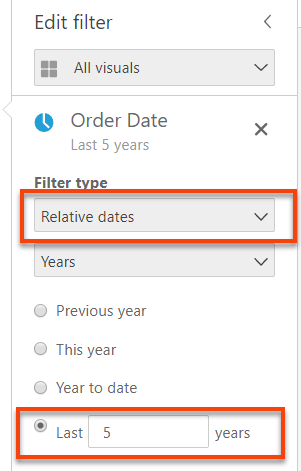 Edit filter
All visuals
Order Date
Last 5 years
Filter type
Relative dates
Years
Previous year
This year
Year to date
Last 5 years